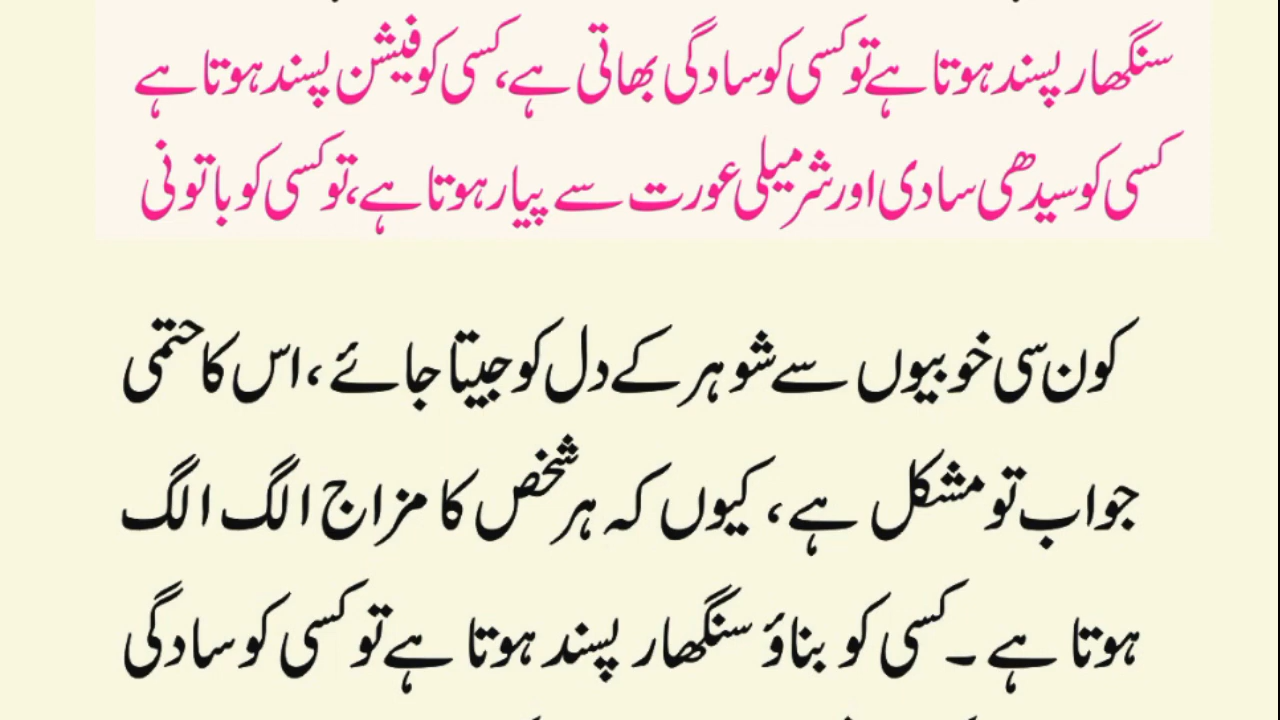 سنگھار پسند ہوتا ہے تو کسی کو سادگی بھاتی ہے، کسی کو فیشن پسند ہوتا ہے
کسی کو سیدھی سادی اور شرمیلی عورت سے پیار ہوتا ہے، تو کسی کو باتونی
کون سی خوبیوں سے شوہر کے دل کو جیتا جائے، اس کا حتمی
جواب تو مشکل ہے، کیوں کہ ہر شخص کا مزاج الگ الگ
ہوتا ہے ۔ کسی کو بناؤ سنگھار پسند ہوتا ہے تو کسی کو سادگی